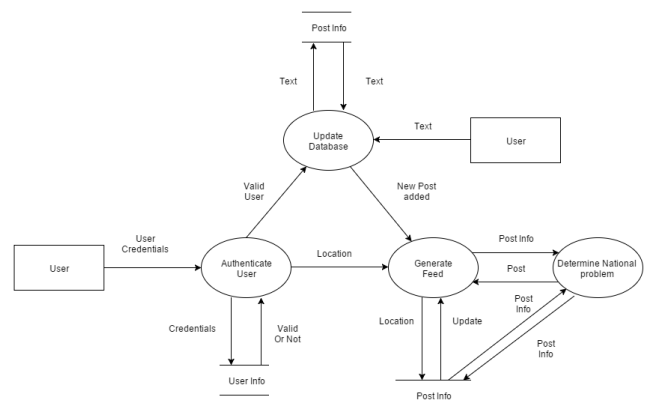 Post Info
Text
Text
Update
Database
Text
User
Valid
User
New Post
added
User
Credentials
User
Authenticate
User
Location
Generate
Feed
Post Info
Post
Determine National
problem
Credentials
Valid
Or Not
Location
Update
Post
Info
Post
Info
User Info
Post Info